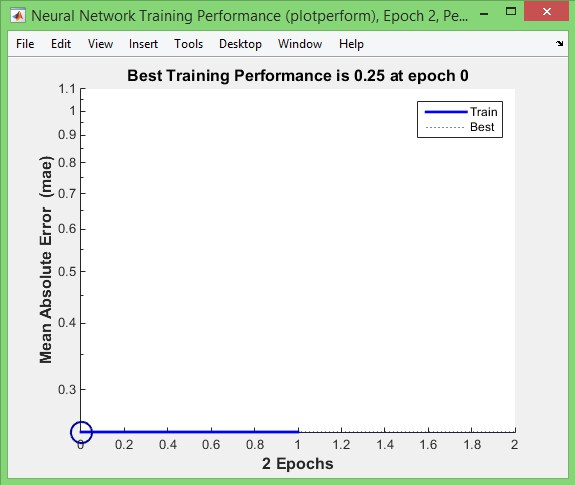 Neural Network Training Performance (plotperform), Epoch 2, Pe...
File Edit View Insert Tools Desktop Window Help
Best Training Performance is 0.25 at epoch 0
Train
Best
Mean Absolute Error (mae)
1.1
1
0.9
0.8
0.7
0.6
0.5
0.4
0.3
0 0.2 0.4 0.6 0.8 1 1.2 1.4 1.6 1.8 2
2 Epochs